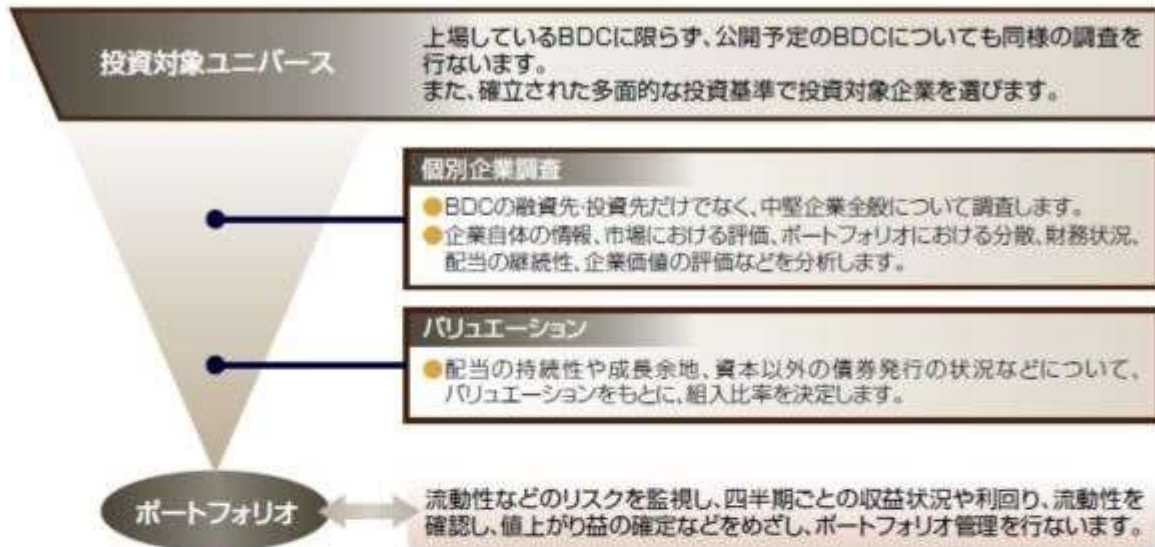 投資対象ユニバース
上場しているBDCに限らず、公開予定のBDCについても同様の調査を
行ないます。
また、確立された多面的な投資基準で投資対象企業を選びます。
個別企業調査
●BDCの融資先・投資先だけでなく、中堅企業全般について調査します。
●企業自体の情報、市場における評価、ポートフォリオにおける分散、財務状況、
配当の継続性、企業価値の評価などを分析します。
バリュエーション
●配当の持続性や成長余地、資本以外の債券発行の状況などについて、
バリュエーションをもとに、組入比率を決定します。
ポートフォリオ
流動性などのリスクを監視し、四半期ごとの収益状況や利回り、流動性を
確認し、値上がり益の確定などをめざし、ポートフォリオ管理を行ないます。